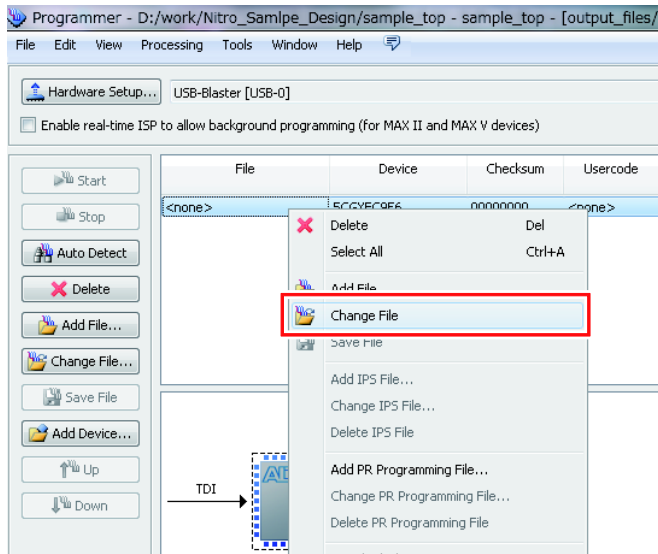 Programmer - D:/work/Nitro_Samlpe_Design/sample_top - sample_top - [output_files/
File Edit View Processing Tools Window Help
Hardware Setup... USB-Blaster [USB-0]
Enable real-time ISP to allow background programming (for MAX II and MAX V devices)
Start
Stop
Auto Detect
Delete
Add File...
Change File...
Save File
Add Device...
Up
Down
File Device Checksum Usercode
<none> 5CGXFC9E6 00000000 <none>
Delete Del
Select All Ctrl+A
Add File
Change File
Save File
Add IPS File...
Change IPS File...
Delete IPS File
Add PR Programming File...
Change PR Programming File...
Delete PR Programming File
TDI